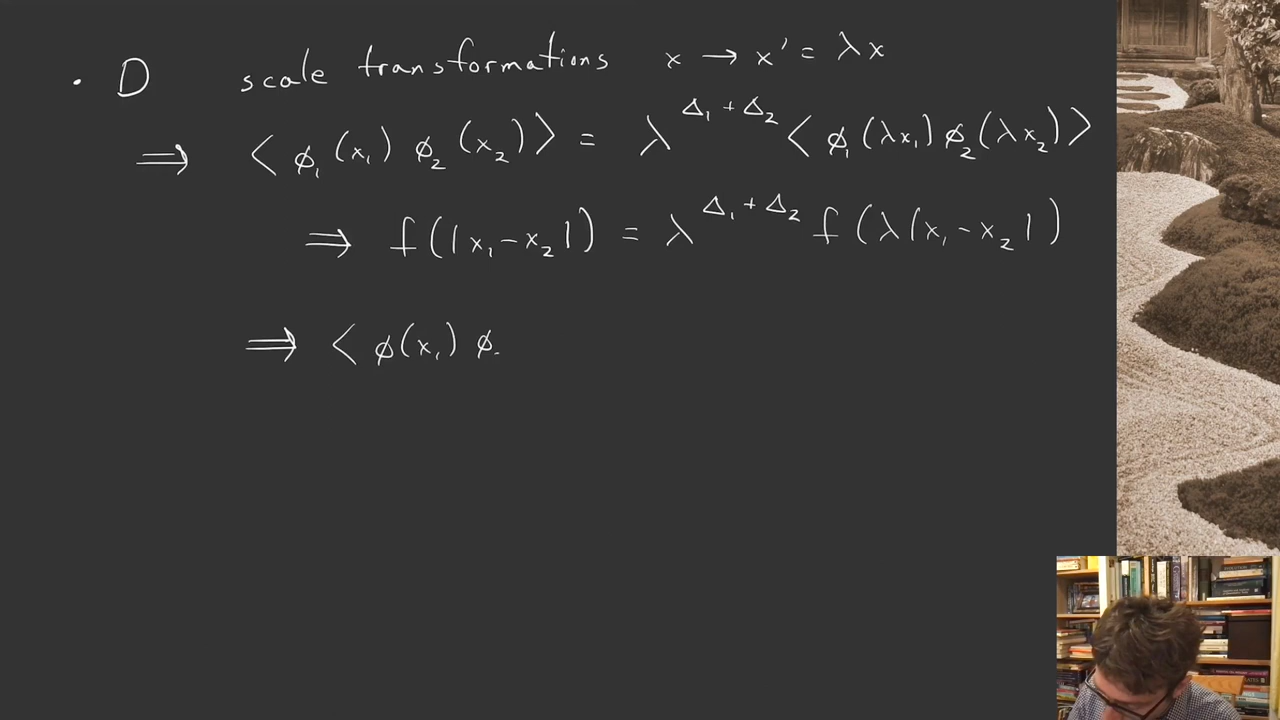 • D scale transformations x → x' = λx
⇒ < ϕ₁(x₁) ϕ₂(x₂) > = λ^{Δ₁ + Δ₂} < ϕ₁(λx₁) ϕ₂(λx₂) >
⇒ f(|x₁ - x₂|) = λ^{Δ₁ + Δ₂} f(λ|x₁ - x₂|)
⇒ < ϕ(x₁) ϕ